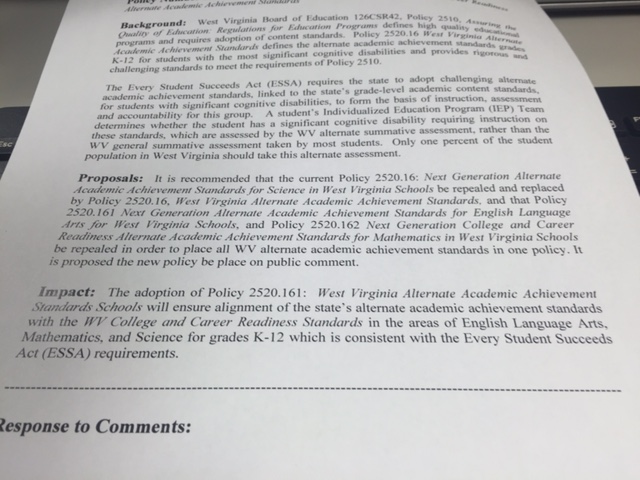 Policy
Alternate Academic Achievement Standards
Readiness
Background: West Virginia Board of Education 126CSR42, Policy 2510, Assuring the
Quality of Education: Regulations for Education Programs defines high quality educational
programs and requires adoption of content standards. Policy 2520.16 West Virginia Alternate
Academic Achievement Standards defines the alternate academic achievement standards grades
K-12 for students with the most significant cognitive disabilities and provides rigorous and
challenging standards to meet the requirements of Policy 2510.
The Every Student Succeeds Act (ESSA) requires the state to adopt challenging alternate
academic achievement standards, linked to the state's grade-level academic content standards,
for students with significant cognitive disabilities, to form the basis of instruction, assessment
and accountability for this group. A student's Individualized Education Program (IEP) Team
determines whether the student has a significant cognitive disability requiring instruction on
these standards, which are assessed by the WV alternate summative assessment, rather than the
WV general summative assessment taken by most students. Only one percent of the student
population in West Virginia should take this alternate assessment.
Proposals: It is recommended that the current Policy 2520.16: Next Generation Alternate
Academic Achievement Standards for Science in West Virginia Schools be repealed and replaced
by Policy 2520.16, West Virginia Alternate Academic Achievement Standards, and that Policy
2520.161 Next Generation Alternate Academic Achievement Standards for English Language
Arts for West Virginia Schools, and Policy 2520.162 Next Generation College and Career
Readiness Alternate Academic Achievement Standards for Mathematics in West Virginia Schools
be repealed in order to place all WV alternate academic achievement standards in one policy. It
is proposed the new policy be place on public comment.
Impact: The adoption of Policy 2520.161: West Virginia Alternate Academic Achievement
Standards Schools will ensure alignment of the state's alternate academic achievement standards
with the WV College and Career Readiness Standards in the areas of English Language Arts,
Mathematics, and Science for grades K-12 which is consistent with the Every Student Succeeds
Act (ESSA) requirements.
Response to Comments: